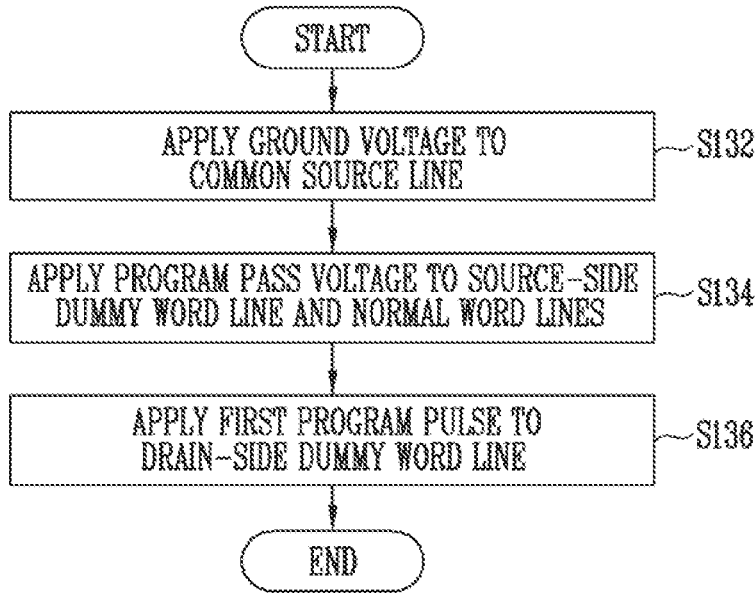 START
APPLY GROUND VOLTAGE TO
COMMON SOURCE LINE
S132
APPLY PROGRAM PASS VOLTAGE TO SOURCE-SIDE
DUMMY WORD LINE AND NORMAL WORD LINES
S134
APPLY FIRST PROGRAM PULSE TO
DRAIN-SIDE DUMMY WORD LINE
S136
END